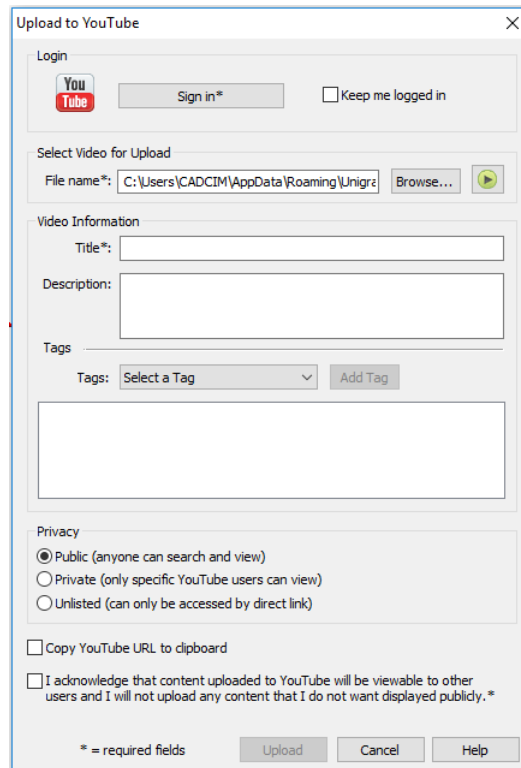 Upload to YouTube
Login
You
Tube
Sign in*
Keep me logged in
Select Video for Upload
File name*: C:\Users\CADCIM\AppData\Roaming\Unigra Browse...
Video Information
Title*:
Description:
Tags
Tags: Select a Tag Add Tag
Privacy
Public (anyone can search and view)
Private (only specific YouTube users can view)
Unlisted (can only be accessed by direct link)
Copy YouTube URL to clipboard
I acknowledge that content uploaded to YouTube will be viewable to other
users and I will not upload any content that I do not want displayed publicly.*
* = required fields Upload Cancel Help